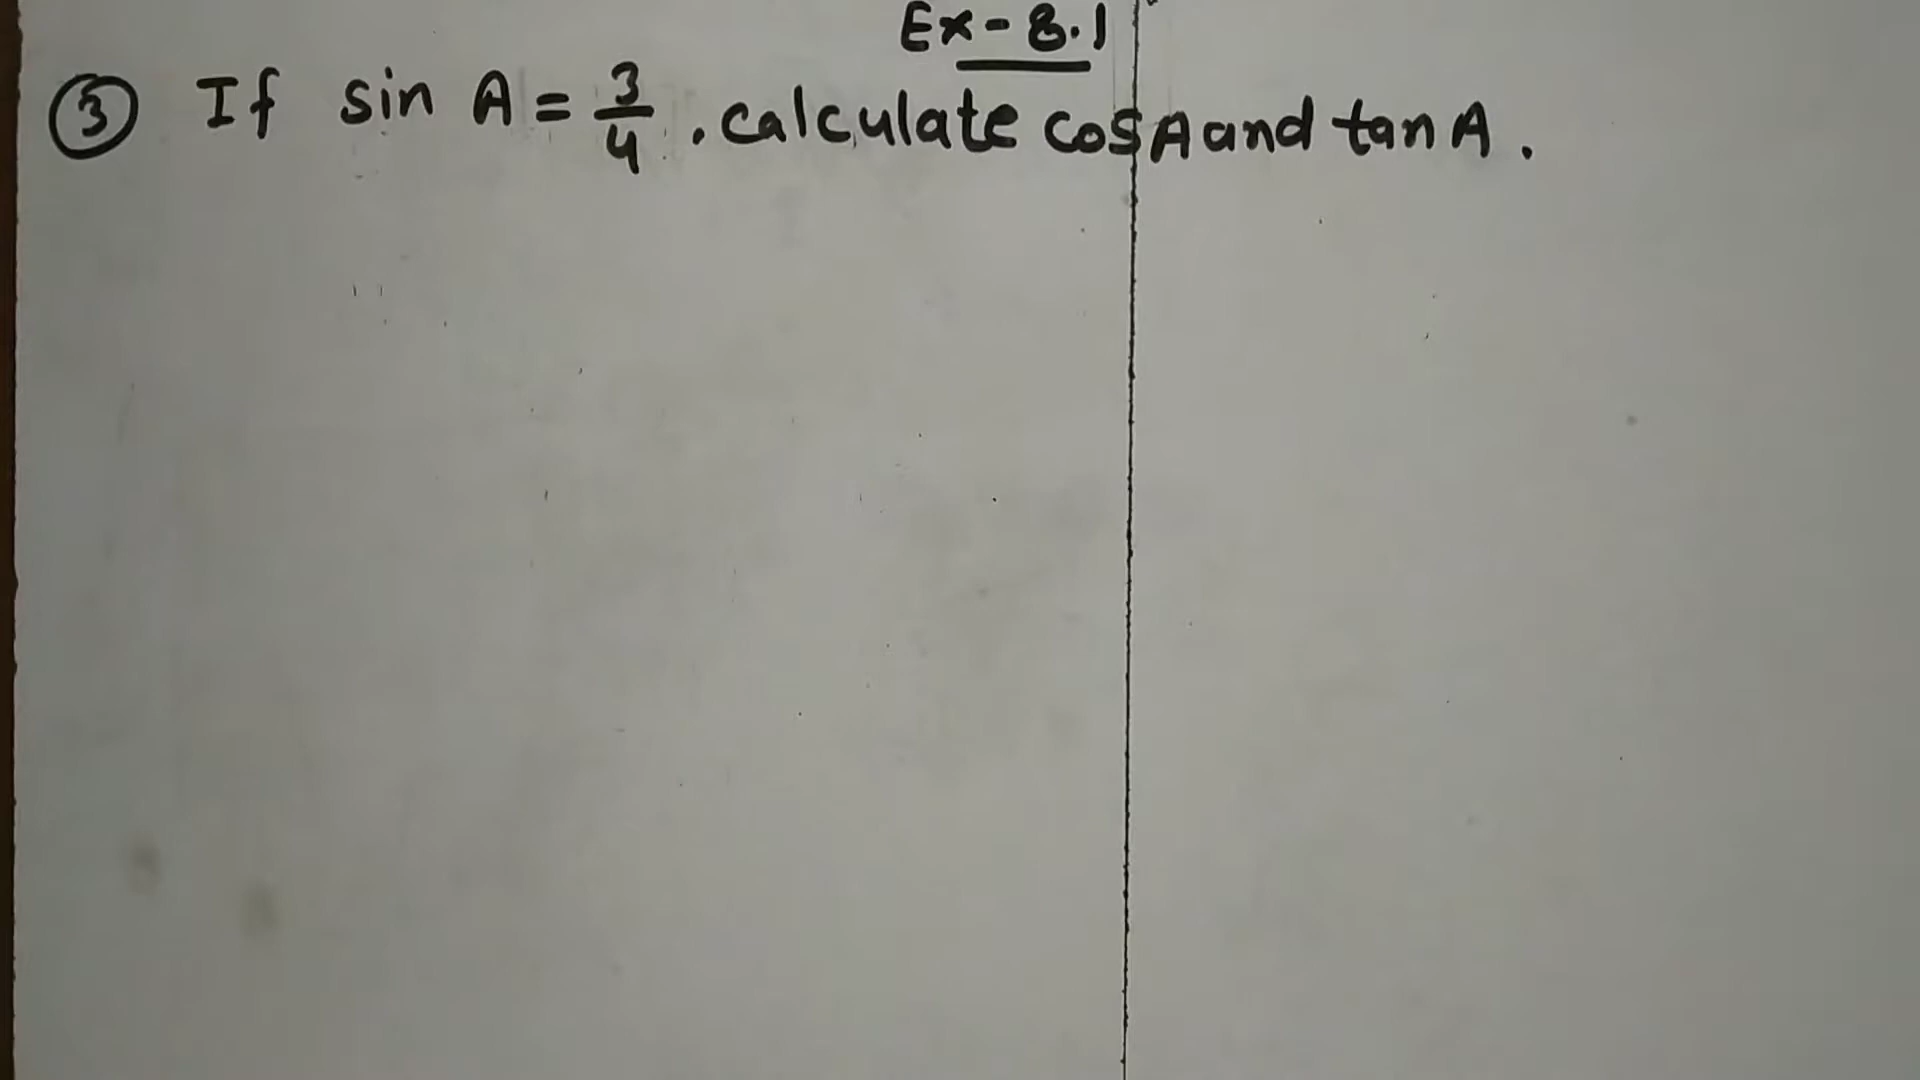 Ex - 8.1
③ If sin A = 3/4 . calculate cos A and tan A .